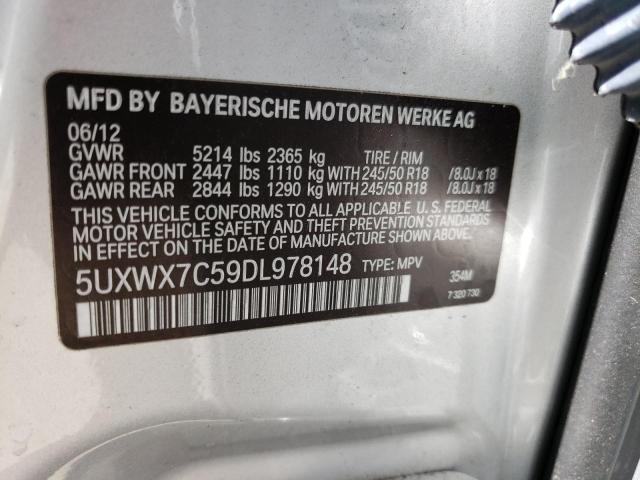 MFD BY BAYERISCHE MOTOREN WERKE AG
06/12
GVWR 5214 lbs 2365 kg TIRE / RIM
GAWR FRONT 2447 lbs 1110 kg WITH 245/50 R18 /8.0J x 18
GAWR REAR 2844 lbs 1290 kg WITH 245/50 R18 /8.0J x 18
THIS VEHICLE CONFORMS TO ALL APPLICABLE U.S. FEDERAL
MOTOR VEHICLE SAFETY AND THEFT PREVENTION STANDARDS
IN EFFECT ON THE DATE OF MANUFACTURE SHOWN ABOVE.
5UXWX7C59DL978148 TYPE: MPV 354M
7 320 730